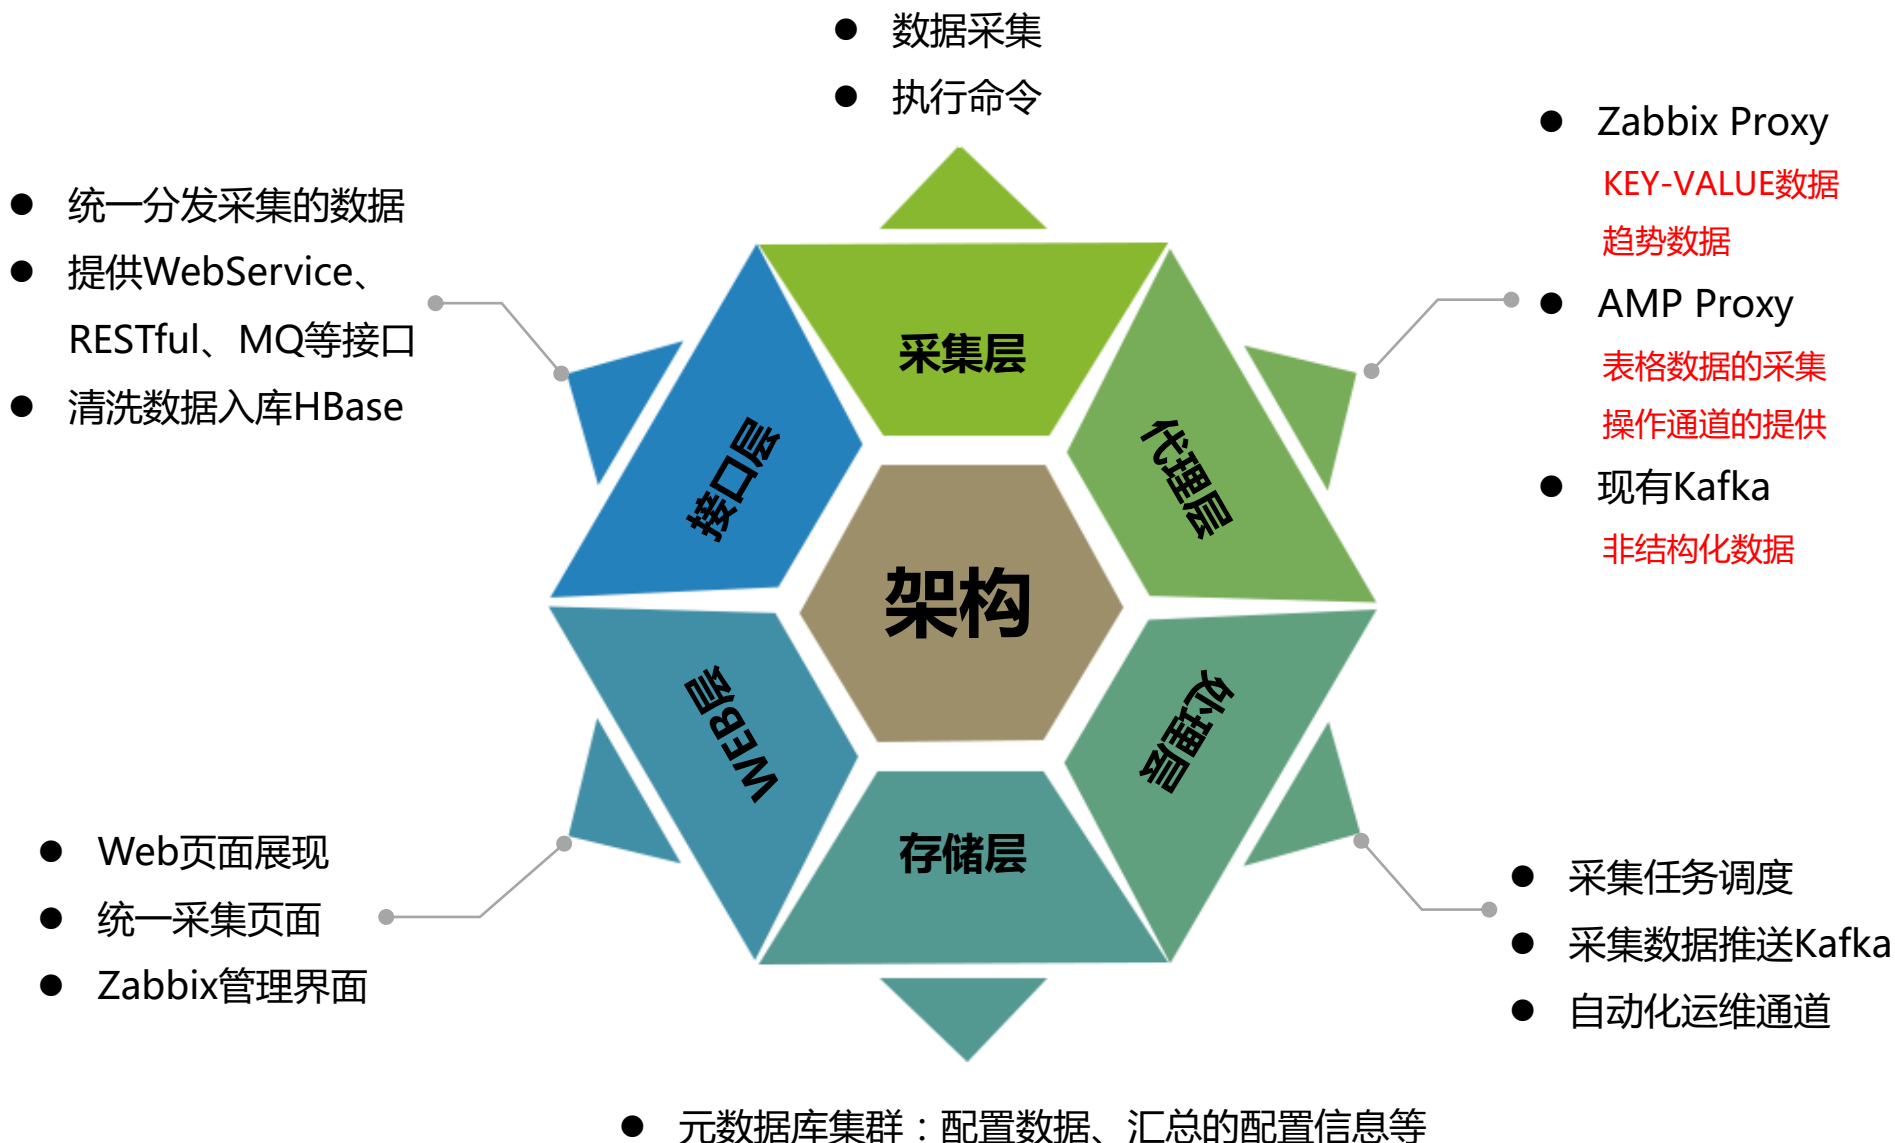 数据采集
执行命令
Zabbix Proxy
KEY-VALUE数据
趋势数据
AMP Proxy
表格数据的采集
操作通道的提供
现有Kafka
非结构化数据
统一分发采集的数据
提供WebService、
RESTful、MQ等接口
清洗数据入库HBase
采集层
代理层
接口层
架构
WEB层
处理层
存储层
Web页面展现
统一采集页面
Zabbix管理界面
采集任务调度
采集数据推送Kafka
自动化运维通道
元数据库集群：配置数据、汇总的配置信息等